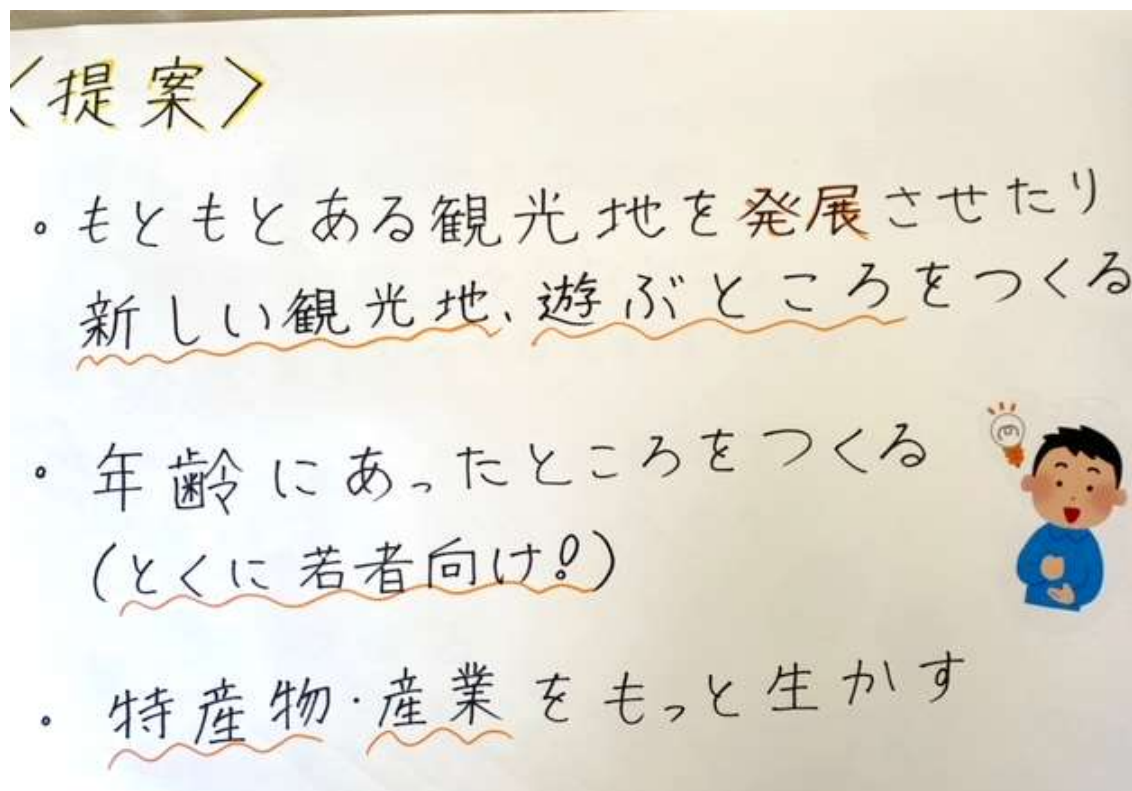 〈提案〉
。もともとある観光地を発展させたり
新しい観光地、遊ぶところをつくる
。年齢にあったところをつくる
(とくに若者向け!)
。特産物・産業をもっと生かす